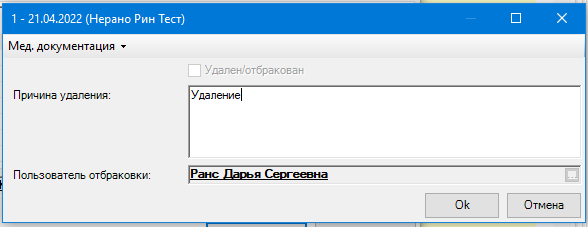 1 - 21.04.2022 (Нерано Рин Тест)
Мед. документация
Удален/отбракован
Причина удаления:
Удаление
Пользователь отбраковки:
Ранс Дарья Сергеевна
...
Ok
Отмена